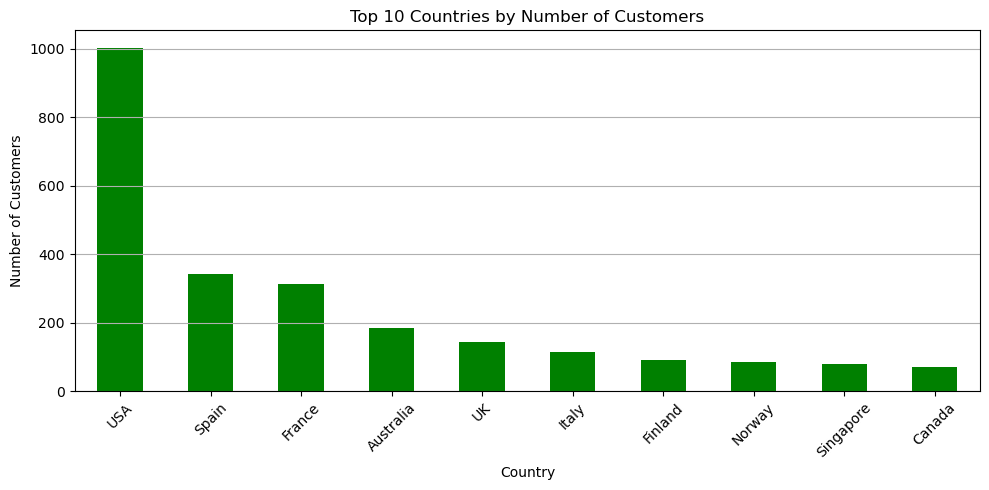 Top 10 Countries by Number of Customers
Number of Customers
1000
800
600
400
200
0
USA
Spain
France
Australia
UK
Italy
Finland
Norway
Singapore
Canada
Country